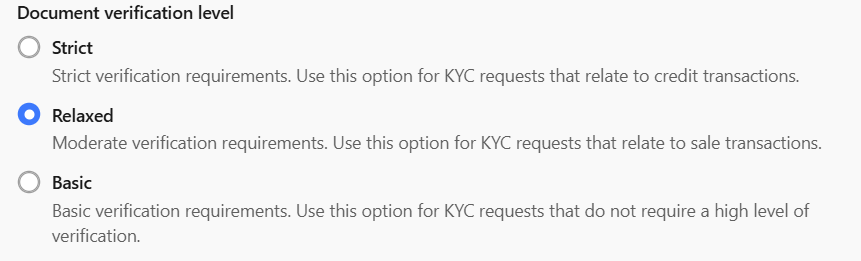 Document verification level
Strict
Strict verification requirements. Use this option for KYC requests that relate to credit transactions.
Relaxed
Moderate verification requirements. Use this option for KYC requests that relate to sale transactions.
Basic
Basic verification requirements. Use this option for KYC requests that do not require a high level of
verification.